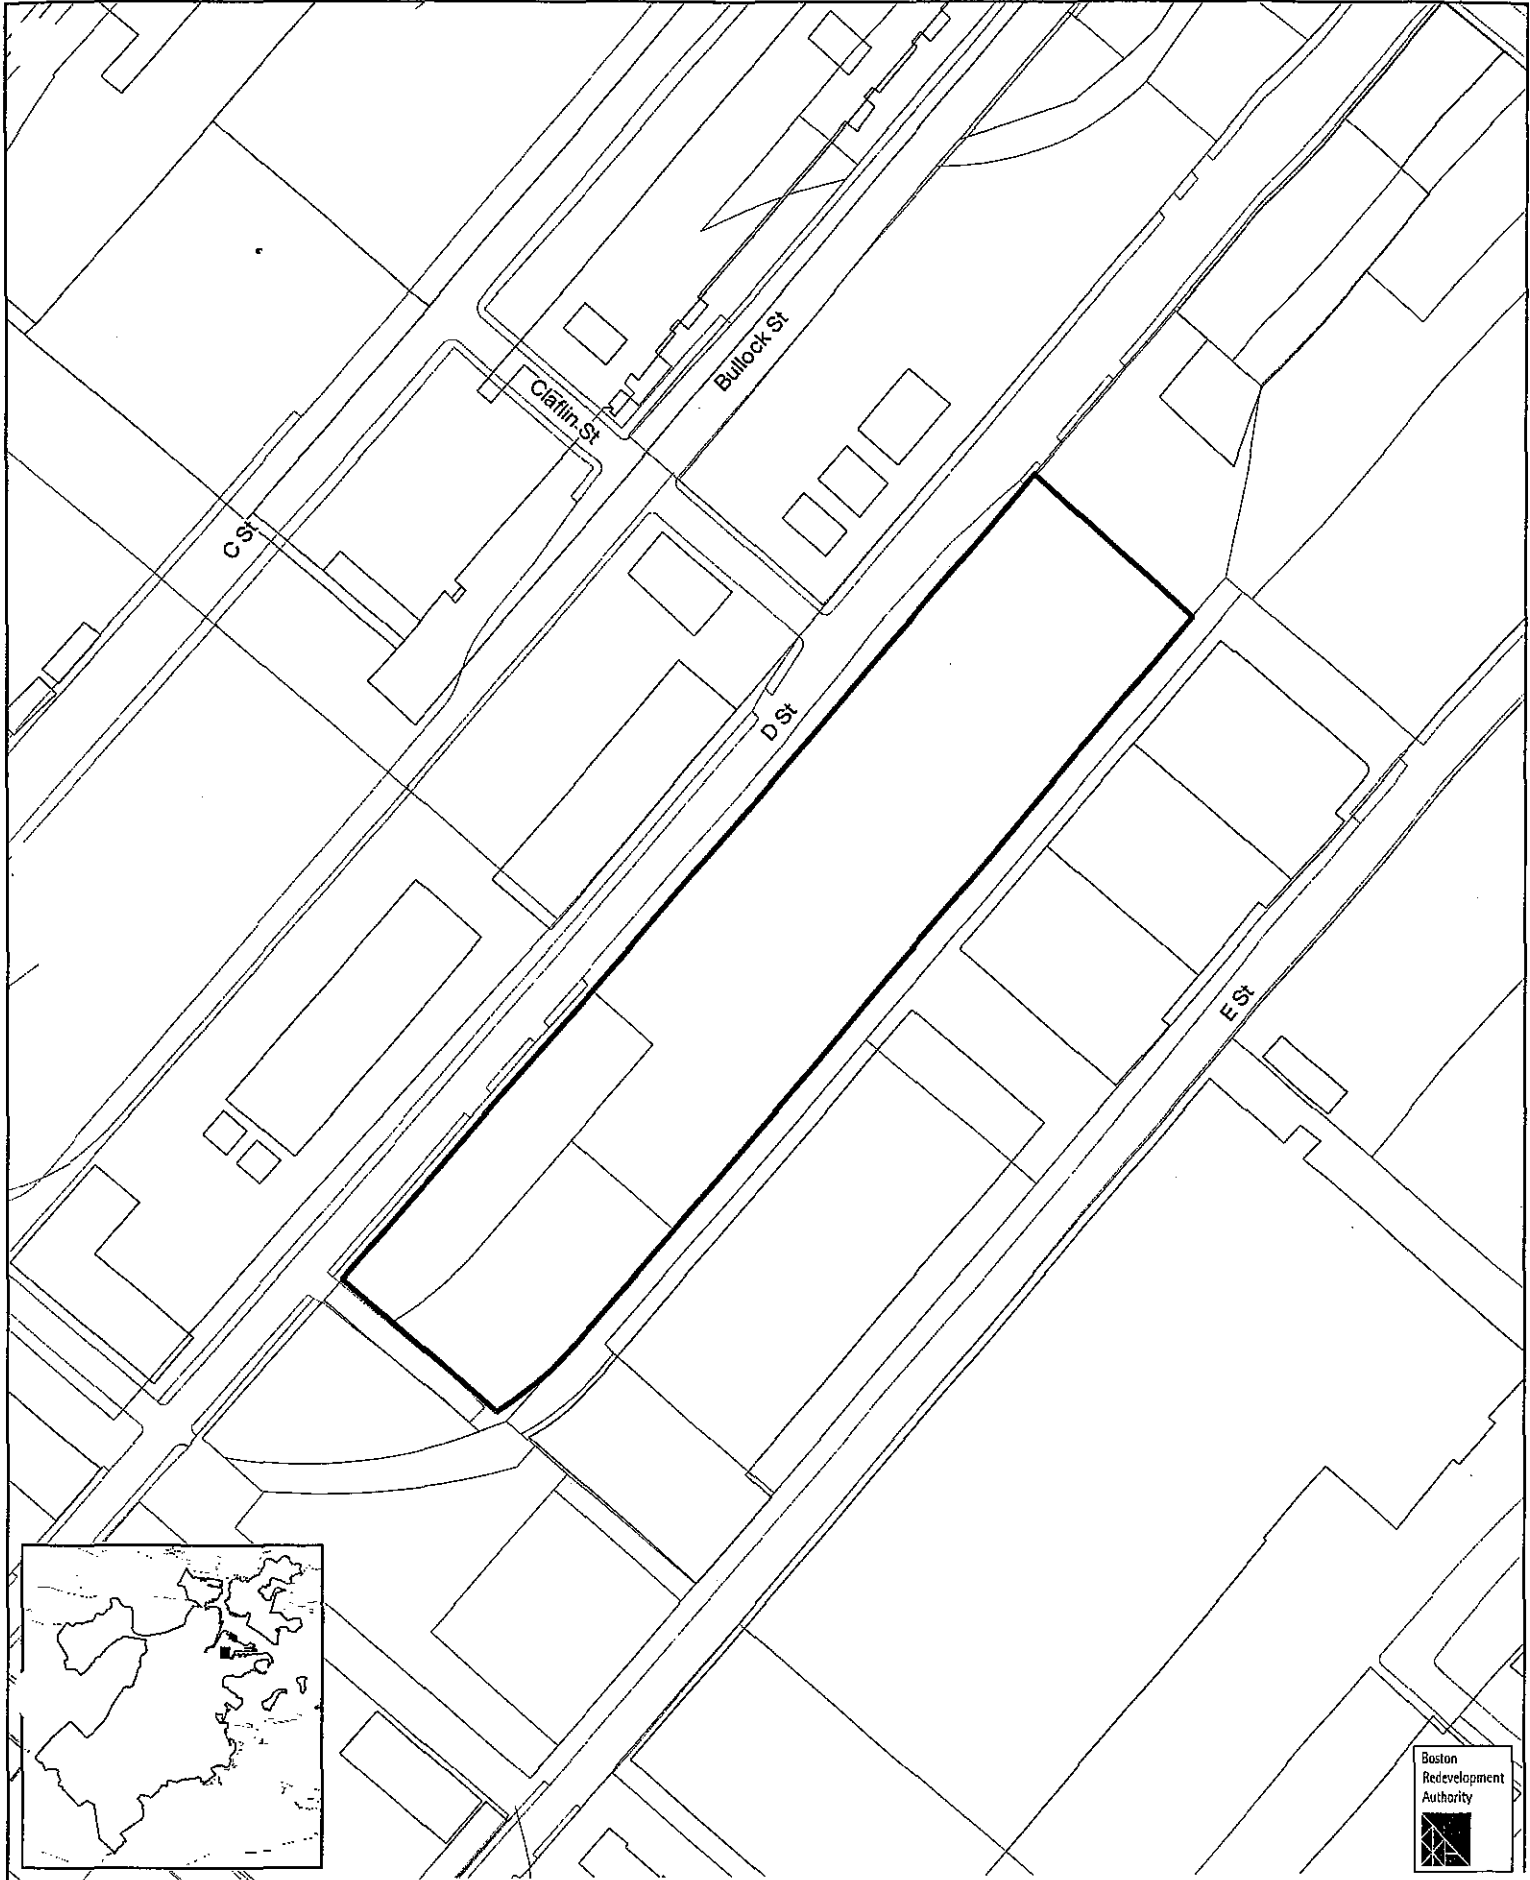 Bullock St
Claflin St
C St
D St
E St
Boston
Redevelopment
Authority